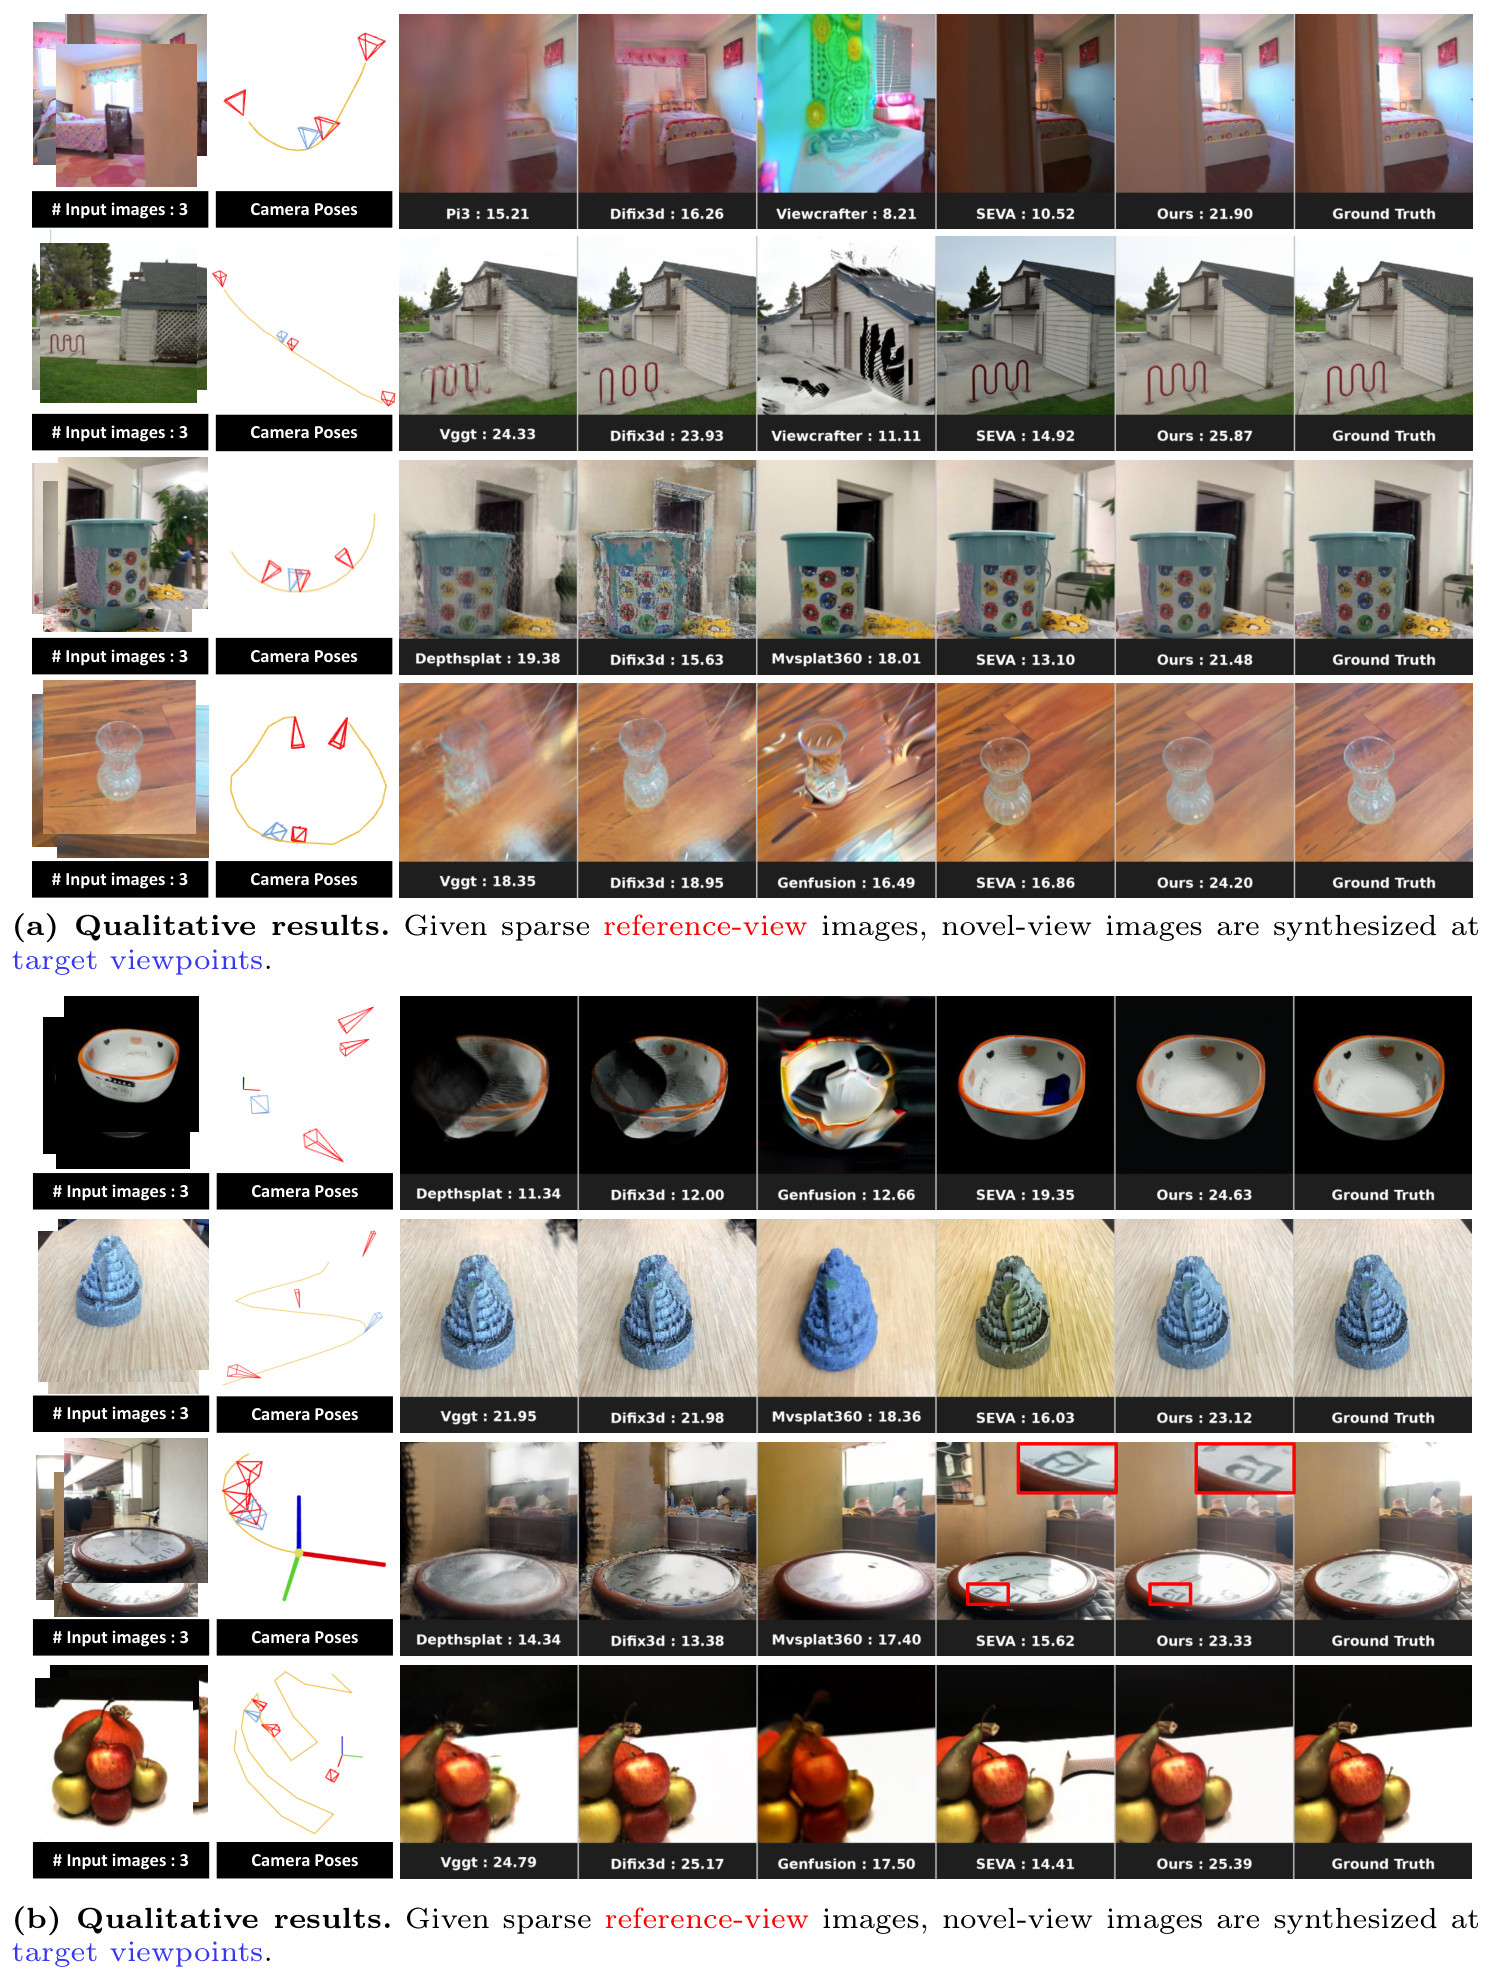 # Input images : 3 Camera Poses Pi3 : 15.21 Difix3d : 16.26 Viewcrafter : 8.21 SEVA : 10.52 Ours : 21.90 Ground Truth
# Input images : 3 Camera Poses Vggt : 24.33 Difix3d : 23.93 Viewcrafter : 11.11 SEVA : 14.92 Ours : 25.87 Ground Truth
# Input images : 3 Camera Poses Depthsplat : 19.38 Difix3d : 15.63 Mvsplat360 : 18.01 SEVA : 13.10 Ours : 21.48 Ground Truth
# Input images : 3 Camera Poses Vggt : 18.35 Difix3d : 18.95 Genfusion : 16.49 SEVA : 16.86 Ours : 24.20 Ground Truth
(a) Qualitative results. Given sparse reference-view images, novel-view images are synthesized at
target viewpoints.
# Input images : 3 Camera Poses Depthsplat : 11.34 Difix3d : 12.00 Genfusion : 12.66 SEVA : 19.35 Ours : 24.63 Ground Truth
# Input images : 3 Camera Poses Vggt : 21.95 Difix3d : 21.98 Mvsplat360 : 18.36 SEVA : 16.03 Ours : 23.12 Ground Truth
# Input images : 3 Camera Poses Depthsplat : 14.34 Difix3d : 13.38 Mvsplat360 : 17.40 SEVA : 15.62 Ours : 23.33 Ground Truth
# Input images : 3 Camera Poses Vggt : 24.79 Difix3d : 25.17 Genfusion : 17.50 SEVA : 14.41 Ours : 25.39 Ground Truth
(b) Qualitative results. Given sparse reference-view images, novel-view images are synthesized at
target viewpoints.